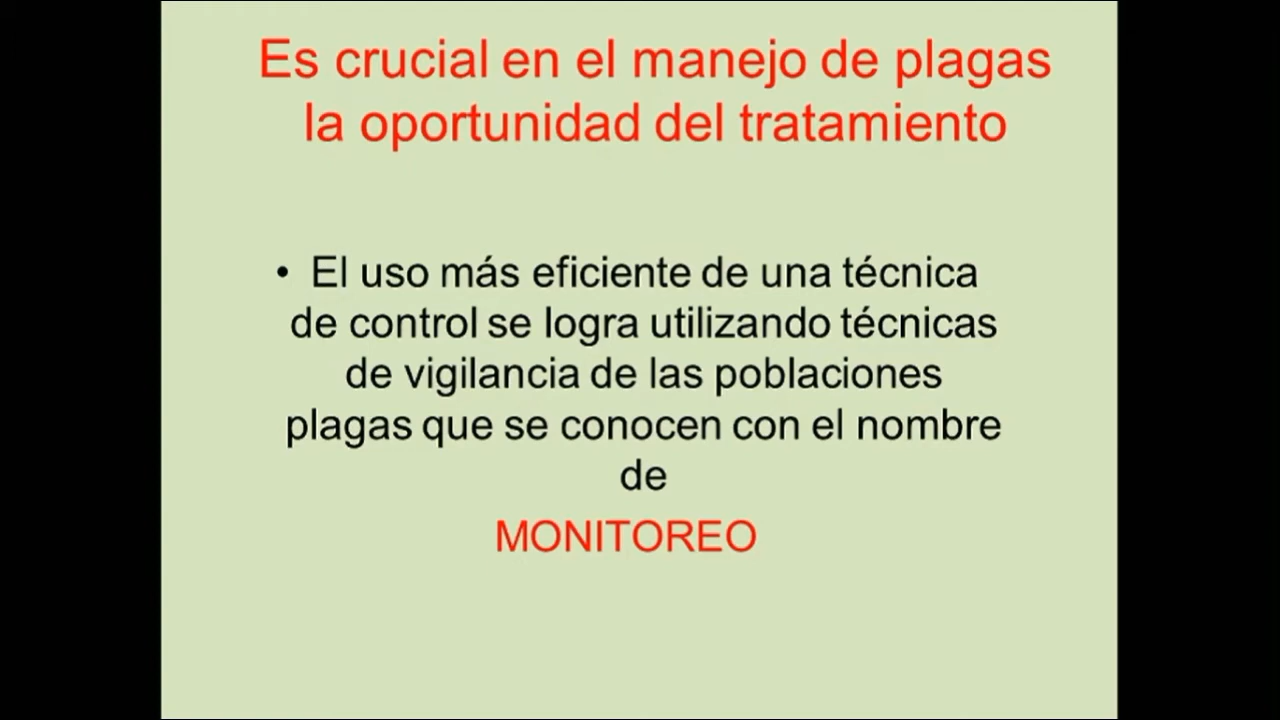 Es crucial en el manejo de plagas
la oportunidad del tratamiento
• El uso más eficiente de una técnica
de control se logra utilizando técnicas
de vigilancia de las poblaciones
plagas que se conocen con el nombre
de
MONITOREO